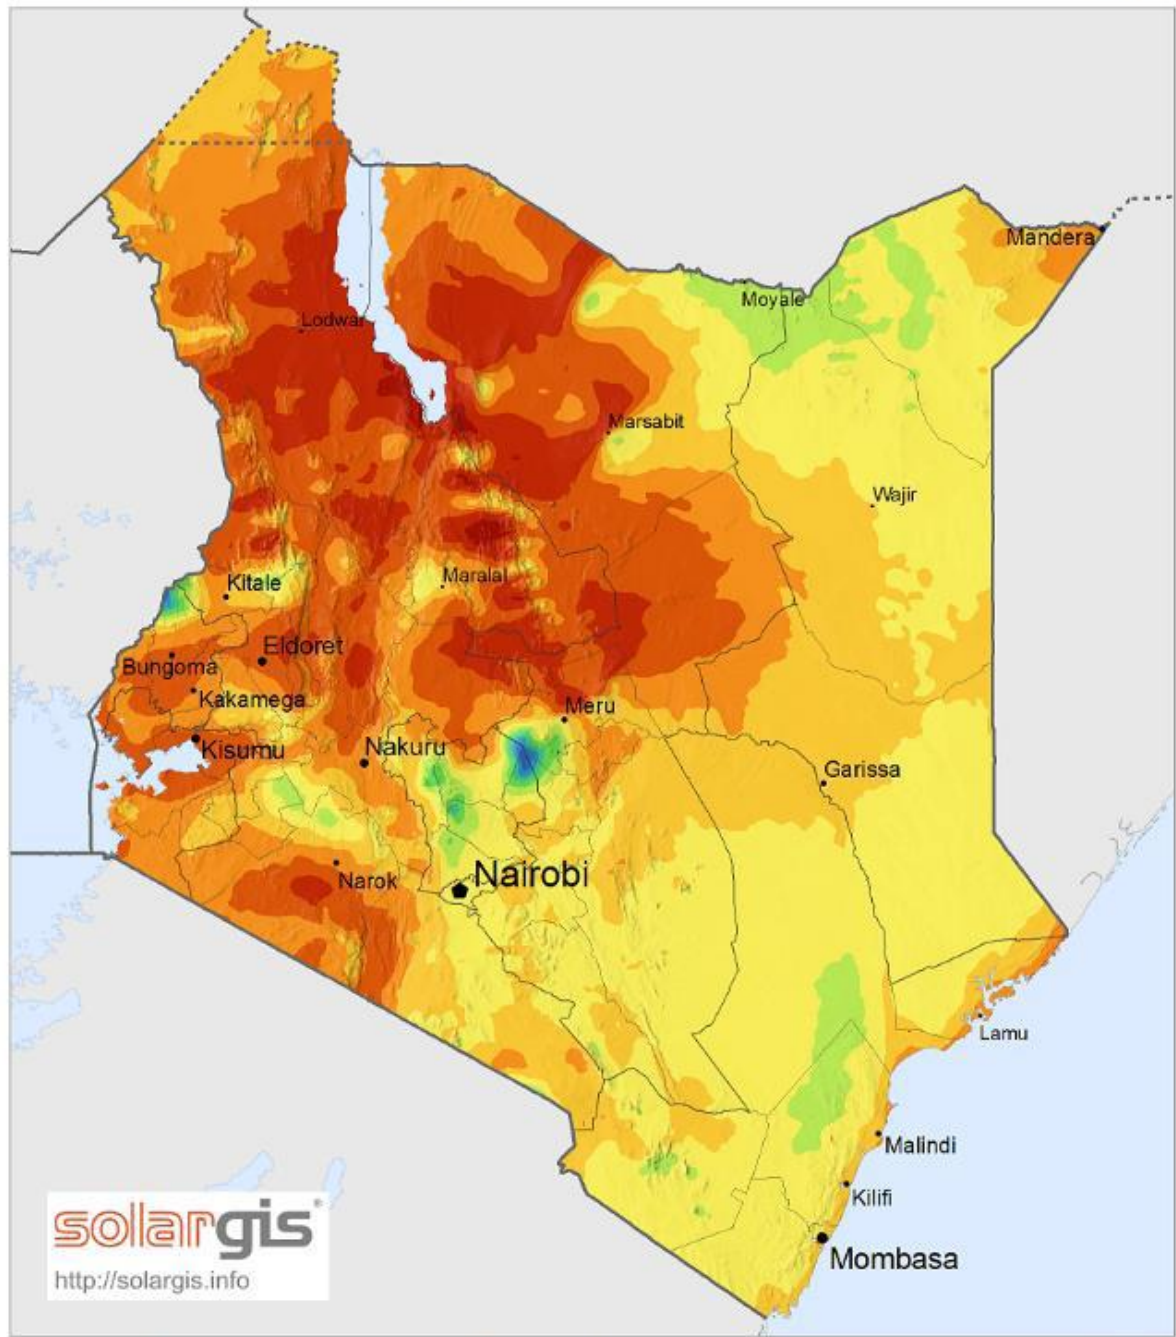 Mandera
Moyale
Lodwar
Marsabit
Wajir
Maralal
Kitale
Eldoret
Bungoma
Kakamega
Meru
Kisumu
Nakuru
Garissa
Nairobi
Narok
Lamu
Malindi
Kilifi
Mombasa
solargis®
http://solargis.info